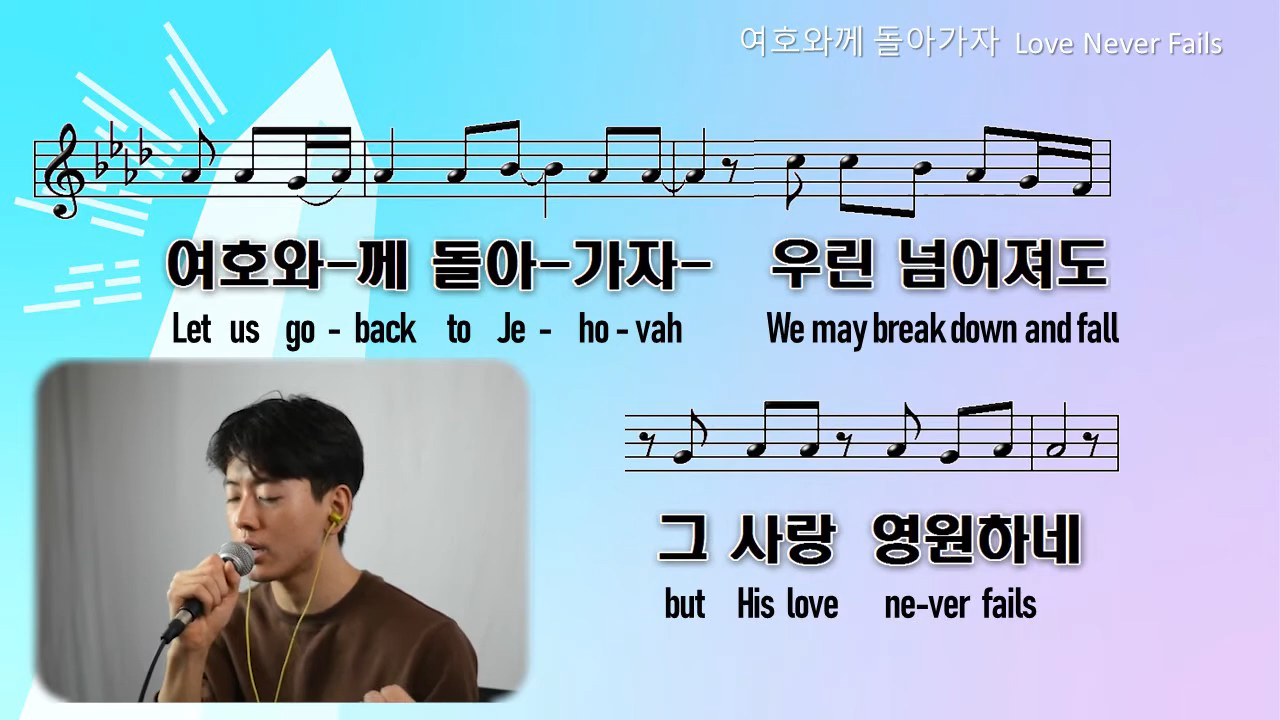 여호와께 돌아가자 Love Never Fails
여호와-께 돌아-가자- 우린 넘어져도
Let us go - back to Je - ho - vah We may break down and fall
그 사랑 영원하네
but His love ne-ver fails